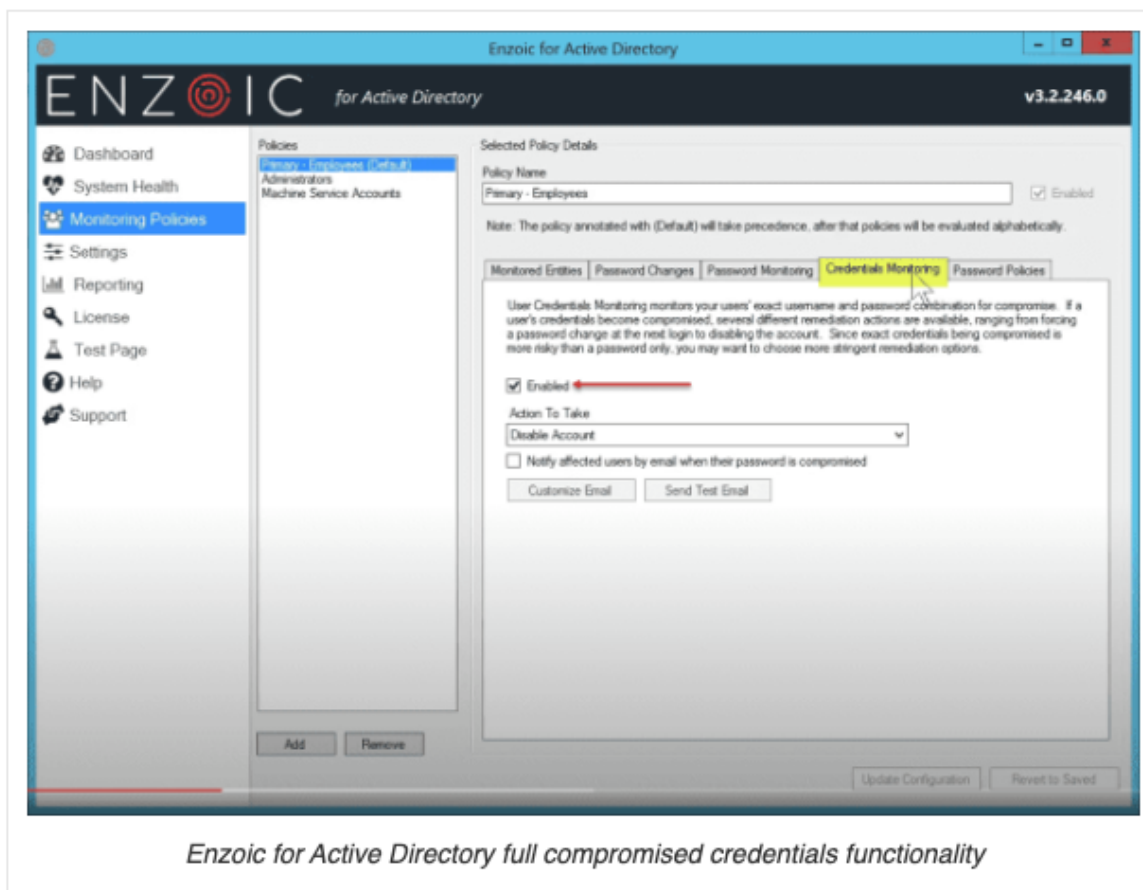 Enzoic for Active Directory
ENZOIC for Active Directory v3.2.246.0
Dashboard
System Health
Monitoring Policies
Settings
Reporting
License
Test Page
Help
Support
Policies
Primary - Employees (Default)
Administrators
Machine Service Accounts
Add Remove
Selected Policy Details
Policy Name
Primary - Employees Enabled
Note: The policy annotated with (Default) will take precedence, after that policies will be evaluated alphabetically.
Monitored Entities Password Changes Password Monitoring Credentials Monitoring Password Policies
User Credentials Monitoring monitors your users' exact username and password combination for compromise. If a
user's credentials become compromised, several different remediation actions are available, ranging from forcing
a password change at the next login to disabling the account. Since exact credentials being compromised is
more risky than a password only, you may want to choose more stringent remediation options.
Enabled
Action To Take
Disable Account
Notify affected users by email when their password is compromised
Customize Email Send Test Email
Update Configuration Revert to Saved
Enzoic for Active Directory full compromised credentials functionality